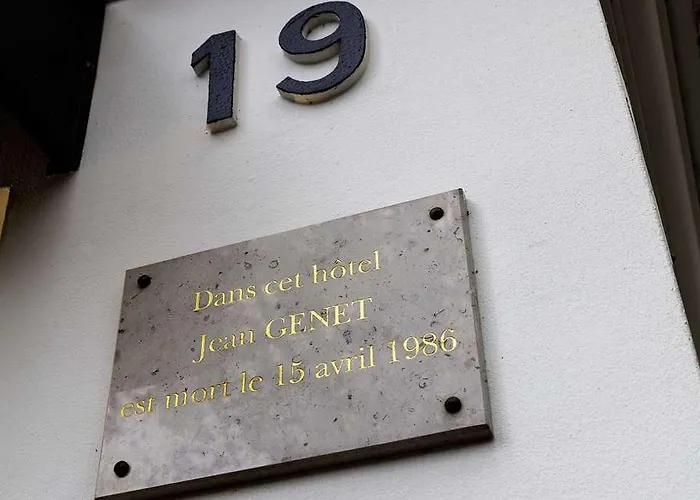 19
Dans cet hôtel
Jean GENET
est mort le 15 avril 1986